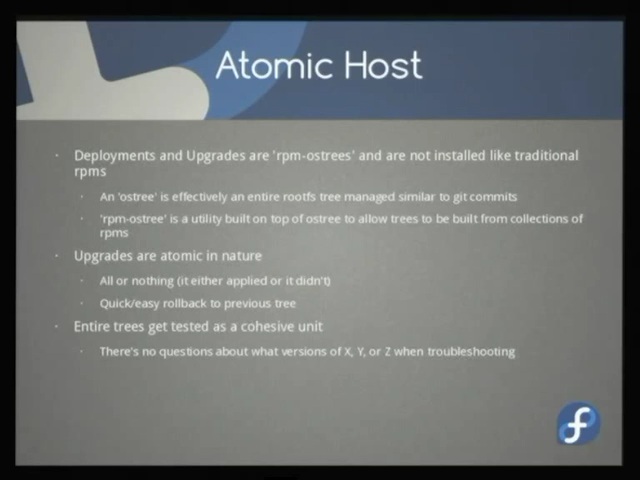 Atomic Host
Deployments and Upgrades are 'rpm-ostrees' and are not installed like traditional
rpms
An 'ostree' is effectively an entire rootfs tree managed similar to git commits
'rpm-ostree' is a utility built on top of ostree to allow trees to be built from collections of
rpms
Upgrades are atomic in nature
All or nothing (it either applied or it didn't)
Quick/easy rollback to previous tree
Entire trees get tested as a cohesive unit
There's no questions about what versions of X, Y, or Z when troubleshooting